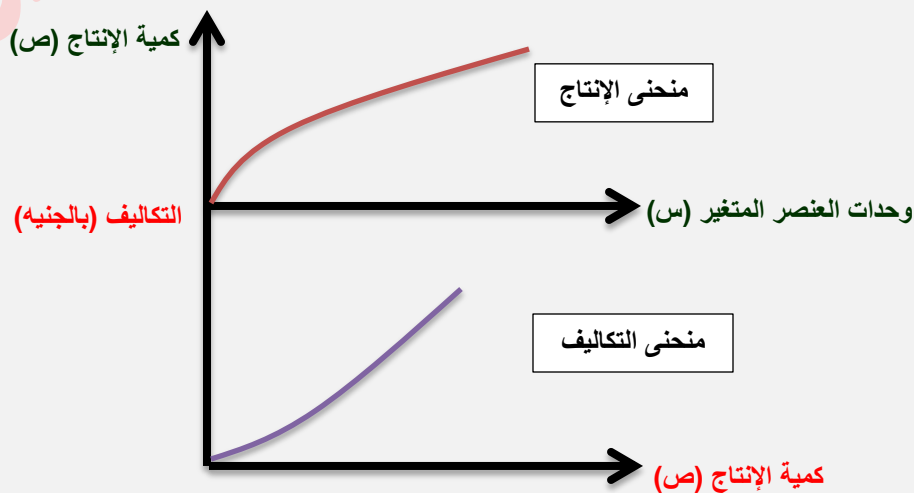 كمية الإنتاج (ص)
منحنى الإنتاج
وحدات العنصر المتغير (س)
التكاليف (بالجنيه)
منحنى التكاليف
كمية الإنتاج (ص)